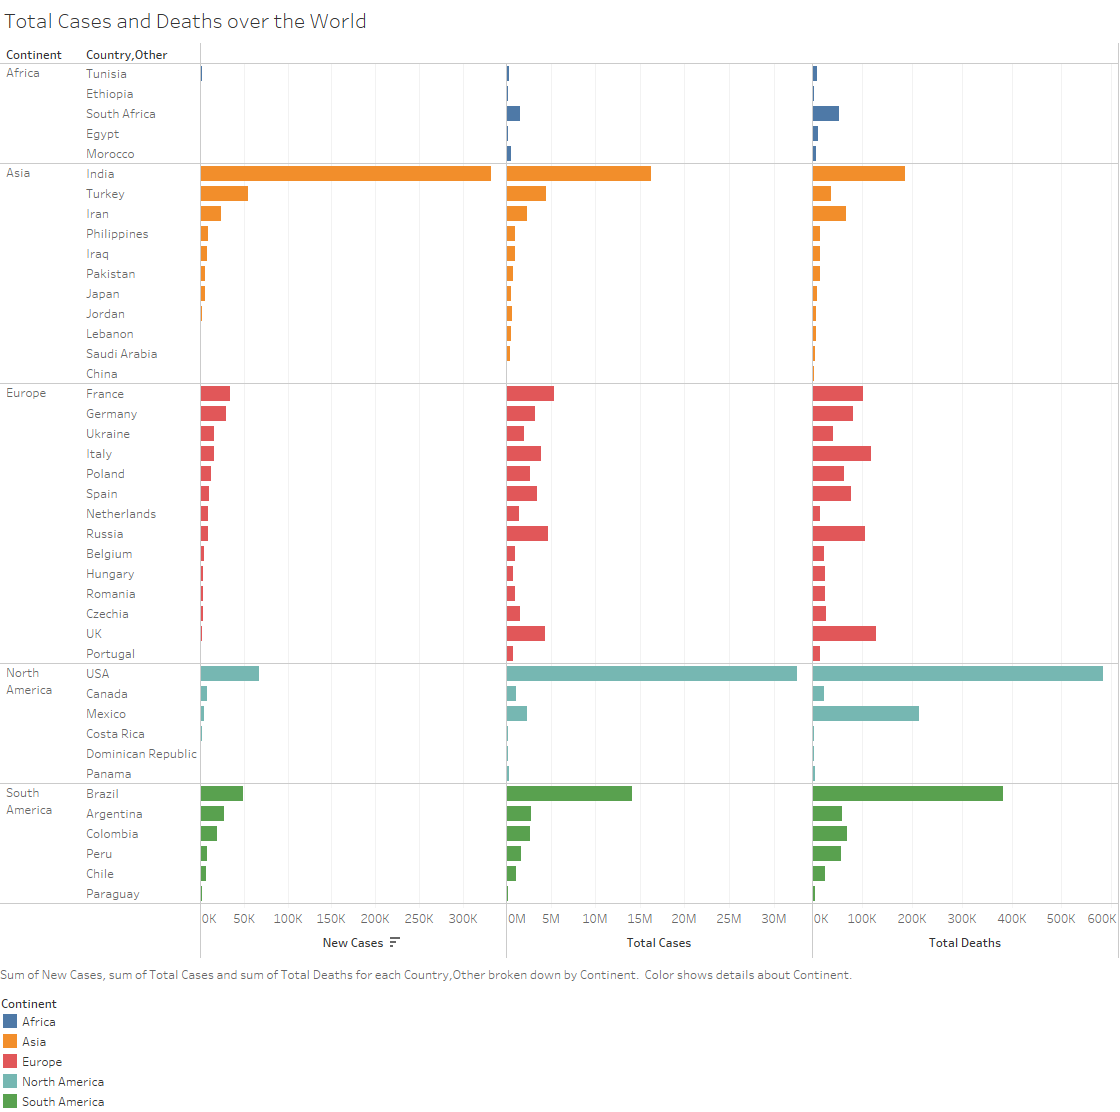 Total Cases and Deaths over the World
Continent Country,Other
Africa Tunisia
Ethiopia
South Africa
Egypt
Morocco
Asia India
Turkey
Iran
Philippines
Iraq
Pakistan
Japan
Jordan
Lebanon
Saudi Arabia
China
Europe France
Germany
Ukraine
Italy
Poland
Spain
Netherlands
Russia
Belgium
Hungary
Romania
Czechia
UK
Portugal
North USA
America Canada
Mexico
Costa Rica
Dominican Republic
Panama
South Brazil
America Argentina
Colombia
Peru
Chile
Paraguay
0K 50K 100K 150K 200K 250K 300K 0M 5M 10M 15M 20M 25M 30M 0K 100K 200K 300K 400K 500K 600K
New Cases Total Cases Total Deaths
Sum of New Cases, sum of Total Cases and sum of Total Deaths for each Country,Other broken down by Continent. Color shows details about Continent.
Continent
Africa
Asia
Europe
North America
South America